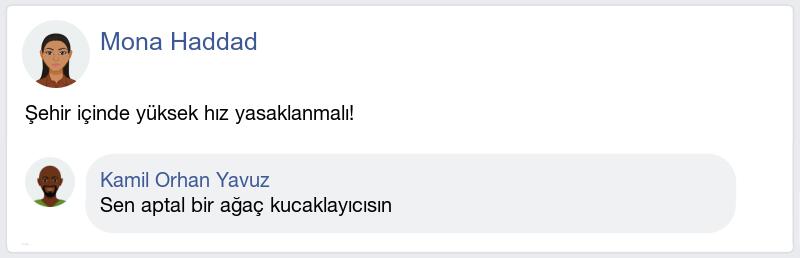 Mona Haddad
Şehir içinde yüksek hız yasaklanmalı!
Kamil Orhan Yavuz
Sen aptal bir ağaç kucaklayıcısın